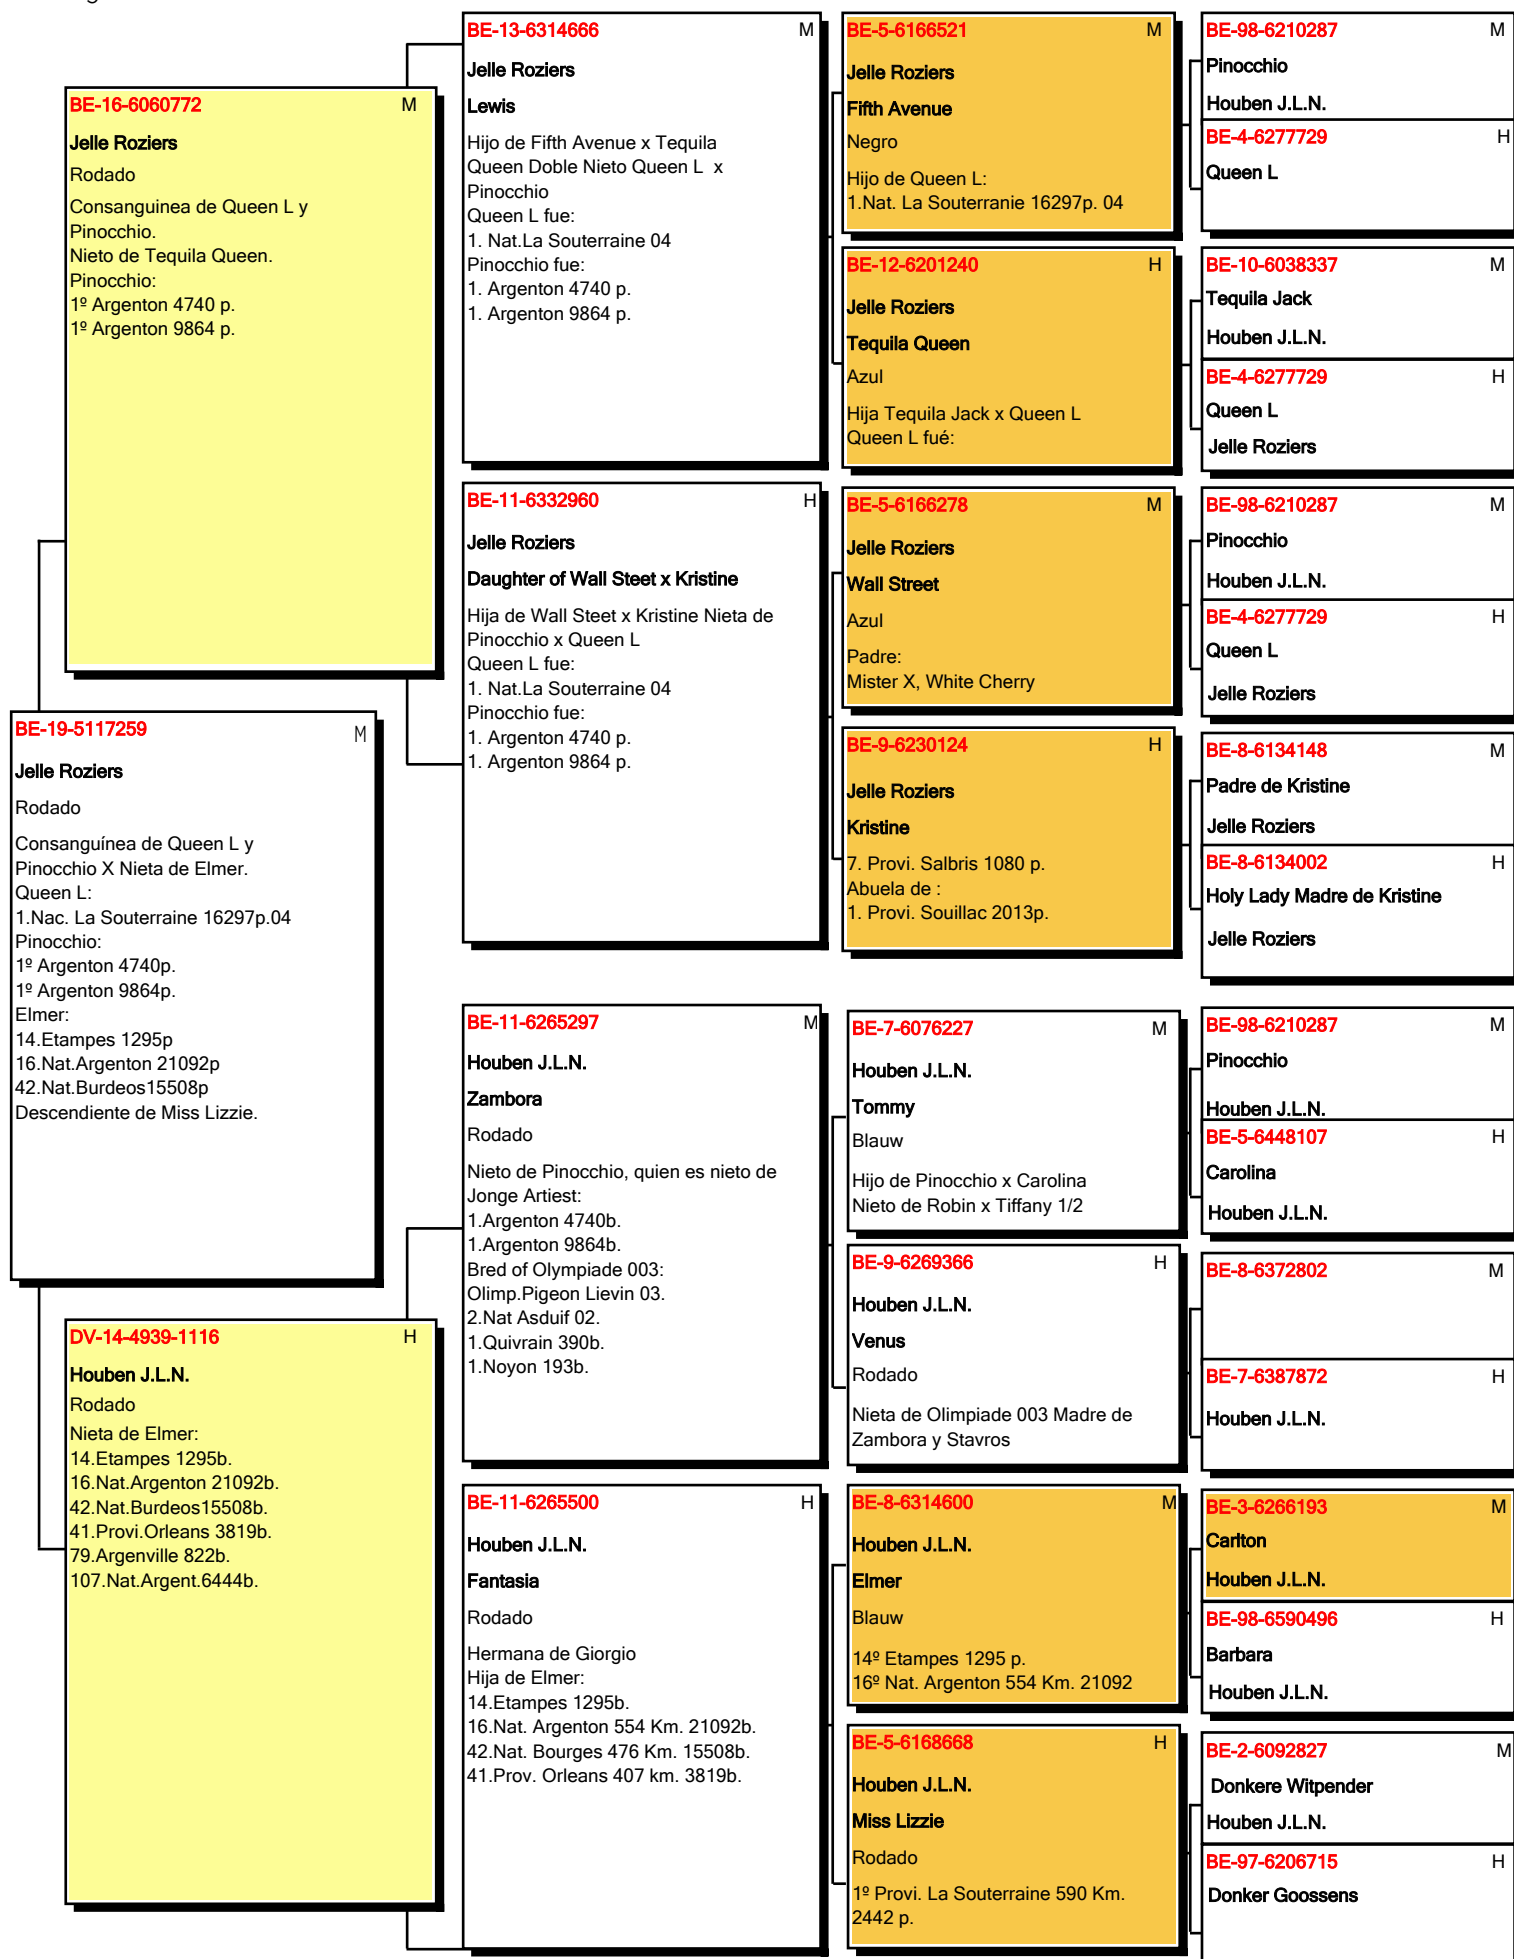 BE-19-5117259 M
Jelle Roziers
Rodado
Consanguínea de Queen L y
Pinocchio X Nieta de Elmer.
Queen L:
1.Nac. La Souterraine 16297p.04
Pinocchio:
1º Argenton 4740p.
1º Argenton 9864p.
Elmer:
14.Etampes 1295p
16.Nat.Argenton 21092p
42.Nat.Burdeos15508p
Descendiente de Miss Lizzie.
BE-16-6060772 M
Jelle Roziers
Rodado
Consanguinea de Queen L y
Pinocchio.
Nieto de Tequila Queen.
Pinocchio:
1º Argenton 4740 p.
1º Argenton 9864 p.
DV-14-4939-1116 H
Houben J.L.N.
Rodado
Nieta de Elmer:
14.Etampes 1295b.
16.Nat.Argenton 21092b.
42.Nat.Burdeos15508b.
41.Provi.Orleans 3819b.
79.Argenville 822b.
107.Nat.Argent.6444b.
BE-13-6314666 M
Jelle Roziers
Lewis
Hijo de Fifth Avenue x Tequila
Queen Doble Nieto Queen L x
Pinocchio
Queen L fue:
1. Nat.La Souterraine 04
Pinocchio fue:
1. Argenton 4740 p.
1. Argenton 9864 p.
BE-11-6332960 H
Jelle Roziers
Daughter of Wall Steet x Kristine
Hija de Wall Steet x Kristine Nieta de
Pinocchio x Queen L
Queen L fue:
1. Nat.La Souterraine 04
Pinocchio fue:
1. Argenton 4740 p.
1. Argenton 9864 p.
BE-11-6265297 M
Houben J.L.N.
Zambora
Rodado
Nieto de Pinocchio, quien es nieto de
Jonge Artiest:
1.Argenton 4740b.
1.Argenton 9864b.
Bred of Olympiade 003:
Olimp.Pigeon Lievin 03.
2.Nat Asduif 02.
1.Quivrain 390b.
1.Noyon 193b.
BE-11-6265500 H
Houben J.L.N.
Fantasia
Rodado
Hermana de Giorgio
Hija de Elmer:
14.Etampes 1295b.
16.Nat. Argenton 554 Km. 21092b.
42.Nat. Bourges 476 Km. 15508b.
41.Prov. Orleans 407 km. 3819b.
BE-5-6166521 M
Jelle Roziers
Fifth Avenue
Negro
Hijo de Queen L:
1.Nat. La Souterranie 16297p. 04
BE-12-6201240 H
Jelle Roziers
Tequila Queen
Azul
Hija Tequila Jack x Queen L
Queen L fué:
BE-5-6166278 M
Jelle Roziers
Wall Street
Azul
Padre:
Mister X, White Cherry
BE-9-6230124 H
Jelle Roziers
Kristine
7. Provi. Salbris 1080 p.
Abuela de :
1. Provi. Souillac 2013p.
BE-7-6076227 M
Houben J.L.N.
Tommy
Blauw
Hijo de Pinocchio x Carolina
Nieto de Robin x Tiffany 1/2
BE-9-6269366 H
Houben J.L.N.
Venus
Rodado
Nieta de Olimpiade 003 Madre de
Zambora y Stavros
BE-8-6314600 M
Houben J.L.N.
Elmer
Blauw
14º Etampes 1295 p.
16º Nat. Argenton 554 Km. 21092
BE-5-6168668 H
Houben J.L.N.
Miss Lizzie
Rodado
1º Provi. La Souterraine 590 Km.
2442 p.
BE-98-6210287 M
Pinocchio
Houben J.L.N.
BE-4-6277729 H
Queen L
BE-10-6038337 M
Tequila Jack
Houben J.L.N.
BE-4-6277729 H
Queen L
Jelle Roziers
BE-98-6210287 M
Pinocchio
Houben J.L.N.
BE-4-6277729 H
Queen L
Jelle Roziers
BE-8-6134148 M
Padre de Kristine
Jelle Roziers
BE-8-6134002 H
Holy Lady Madre de Kristine
Jelle Roziers
BE-98-6210287 M
Pinocchio
Houben J.L.N.
BE-5-6448107 H
Carolina
Houben J.L.N.
BE-8-6372802 M
BE-7-6387872 H
Houben J.L.N.
BE-3-6266193 M
Carlton
Houben J.L.N.
BE-98-6590496 H
Barbara
Houben J.L.N.
BE-2-6092827 M
Donkere Witpender
Houben J.L.N.
BE-97-6206715 H
Donker Goossens